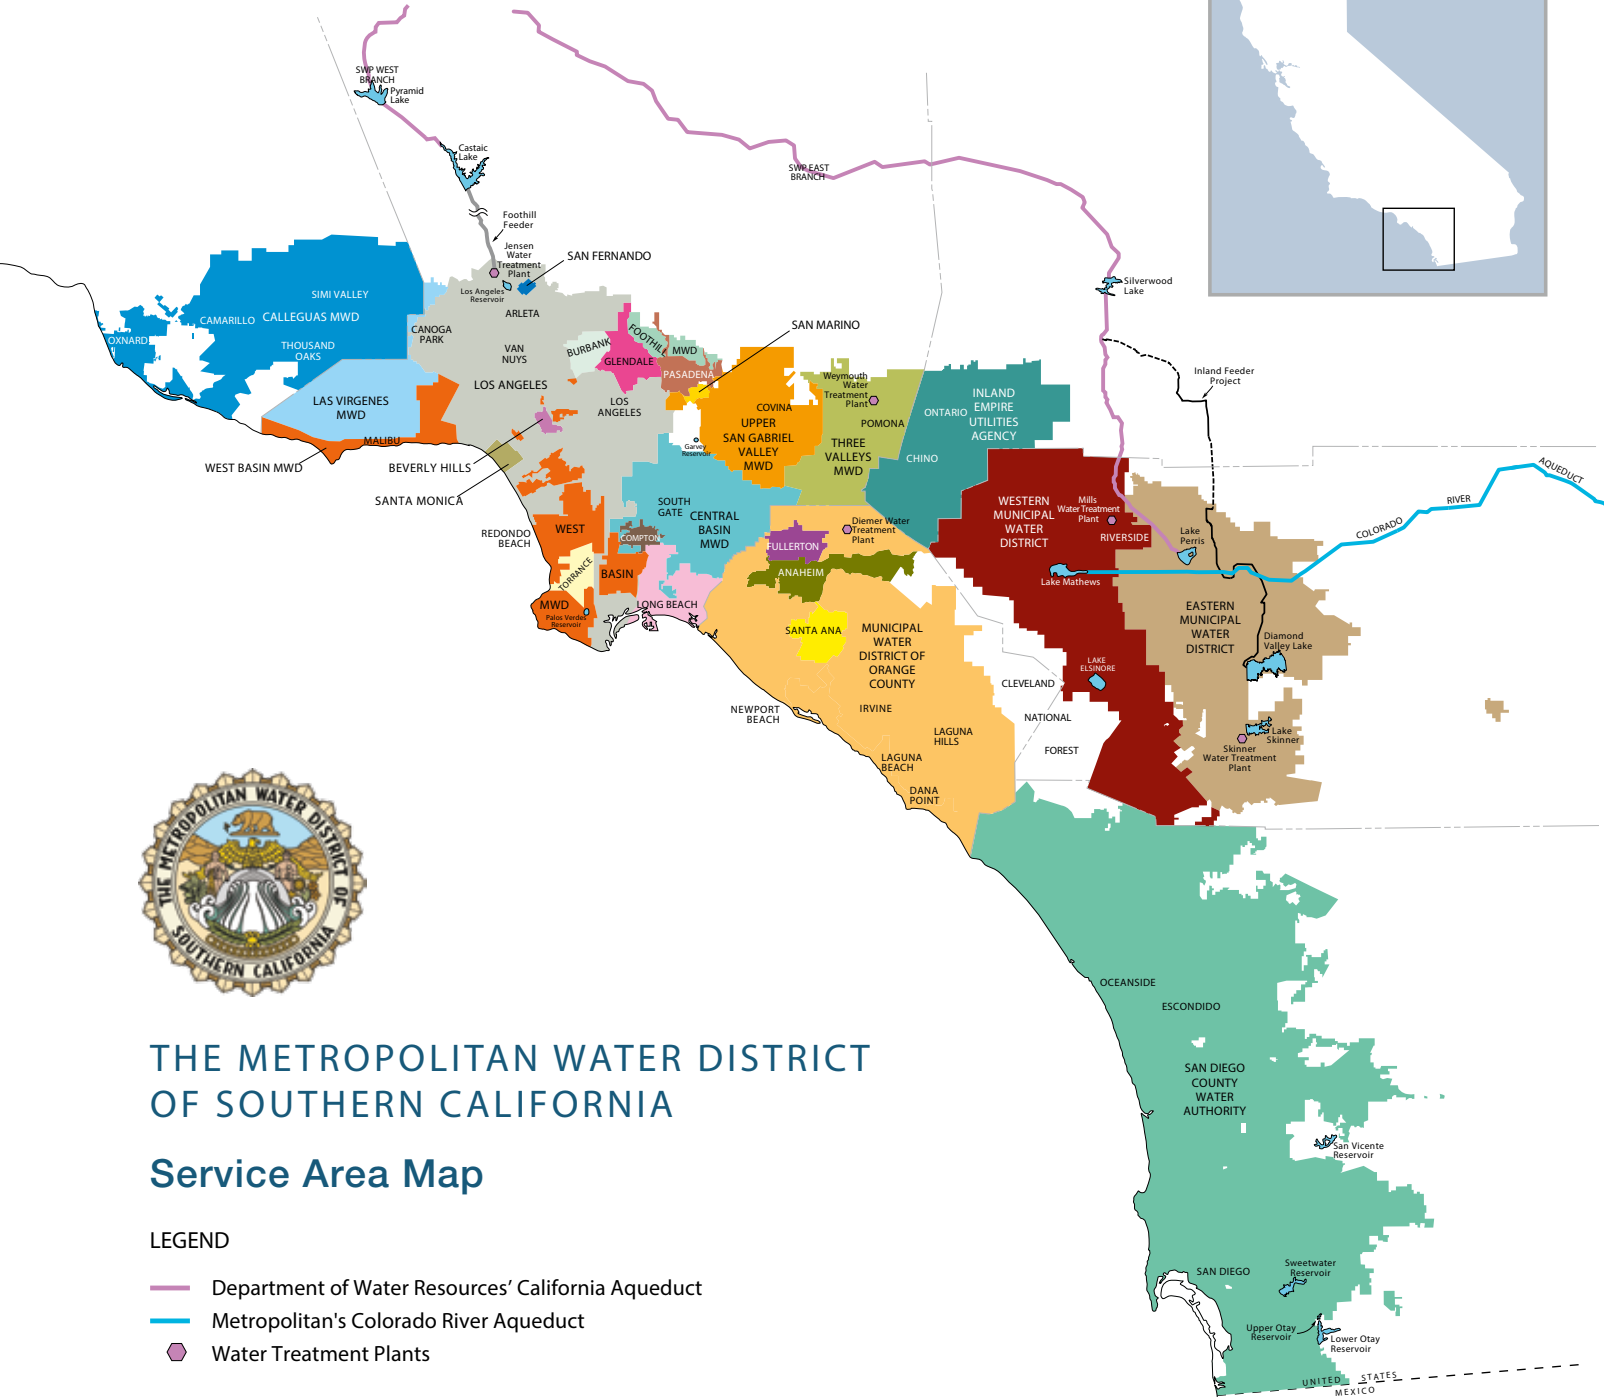 SWP WEST
BRANCH
Pyramid
Lake
Castaic
Lake
SWP EAST
BRANCH
Foothill
Feeder
Jensen
Water
Treatment
Plant
SAN FERNANDO
Los Angeles
Reservoir
Silverwood
Lake
SIMI VALLEY
CAMARILLO
CALLEGUAS MWD
OXNARD
THOUSAND
OAKS
ARLETA
CANOGA
PARK
VAN
NUYS
BURBANK
GLENDALE
FOOTHILL
MWD
PASADENA
SAN MARINO
LOS ANGELES
LOS
ANGELES
LAS VIRGENES
MWD
MALIBU
WEST BASIN MWD
BEVERLY HILLS
SANTA MONICA
Garvey
Reservoir
COVINA
UPPER
SAN GABRIEL
VALLEY
MWD
Weymouth
Water
Treatment
Plant
POMONA
THREE
VALLEYS
MWD
ONTARIO
INLAND
EMPIRE
UTILITIES
AGENCY
CHINO
Inland Feeder
Project
REDONDO
BEACH
WEST
BASIN
MWD
TORRANCE
COMPTON
SOUTH
GATE
CENTRAL
BASIN
MWD
LONG BEACH
Palos Verdes
Reservoir
FULLERTON
Diemer Water
Treatment
Plant
ANAHEIM
SANTA ANA
MUNICIPAL
WATER
DISTRICT OF
ORANGE
COUNTY
IRVINE
NEWPORT
BEACH
LAGUNA
HILLS
LAGUNA
BEACH
DANA
POINT
WESTERN
MUNICIPAL
WATER
DISTRICT
Mills
Water Treatment
Plant
RIVERSIDE
Lake
Perris
Lake Mathews
COLORADO
RIVER
AQUEDUCT
EASTERN
MUNICIPAL
WATER
DISTRICT
Diamond
Valley Lake
LAKE
ELSINORE
CLEVELAND
NATIONAL
FOREST
Lake
Skinner
Skinner
Water Treatment
Plant
OCEANSIDE
ESCONDIDO
SAN DIEGO
COUNTY
WATER
AUTHORITY
San Vicente
Reservoir
SAN DIEGO
Sweetwater
Reservoir
Upper Otay
Reservoir
Lower Otay
Reservoir
UNITED STATES
MEXICO
THE METROPOLITAN WATER DISTRICT OF
SOUTHERN CALIFORNIA
THE METROPOLITAN WATER DISTRICT
OF SOUTHERN CALIFORNIA
Service Area Map
LEGEND
Department of Water Resources’ California Aqueduct
Metropolitan's Colorado River Aqueduct
Water Treatment Plants